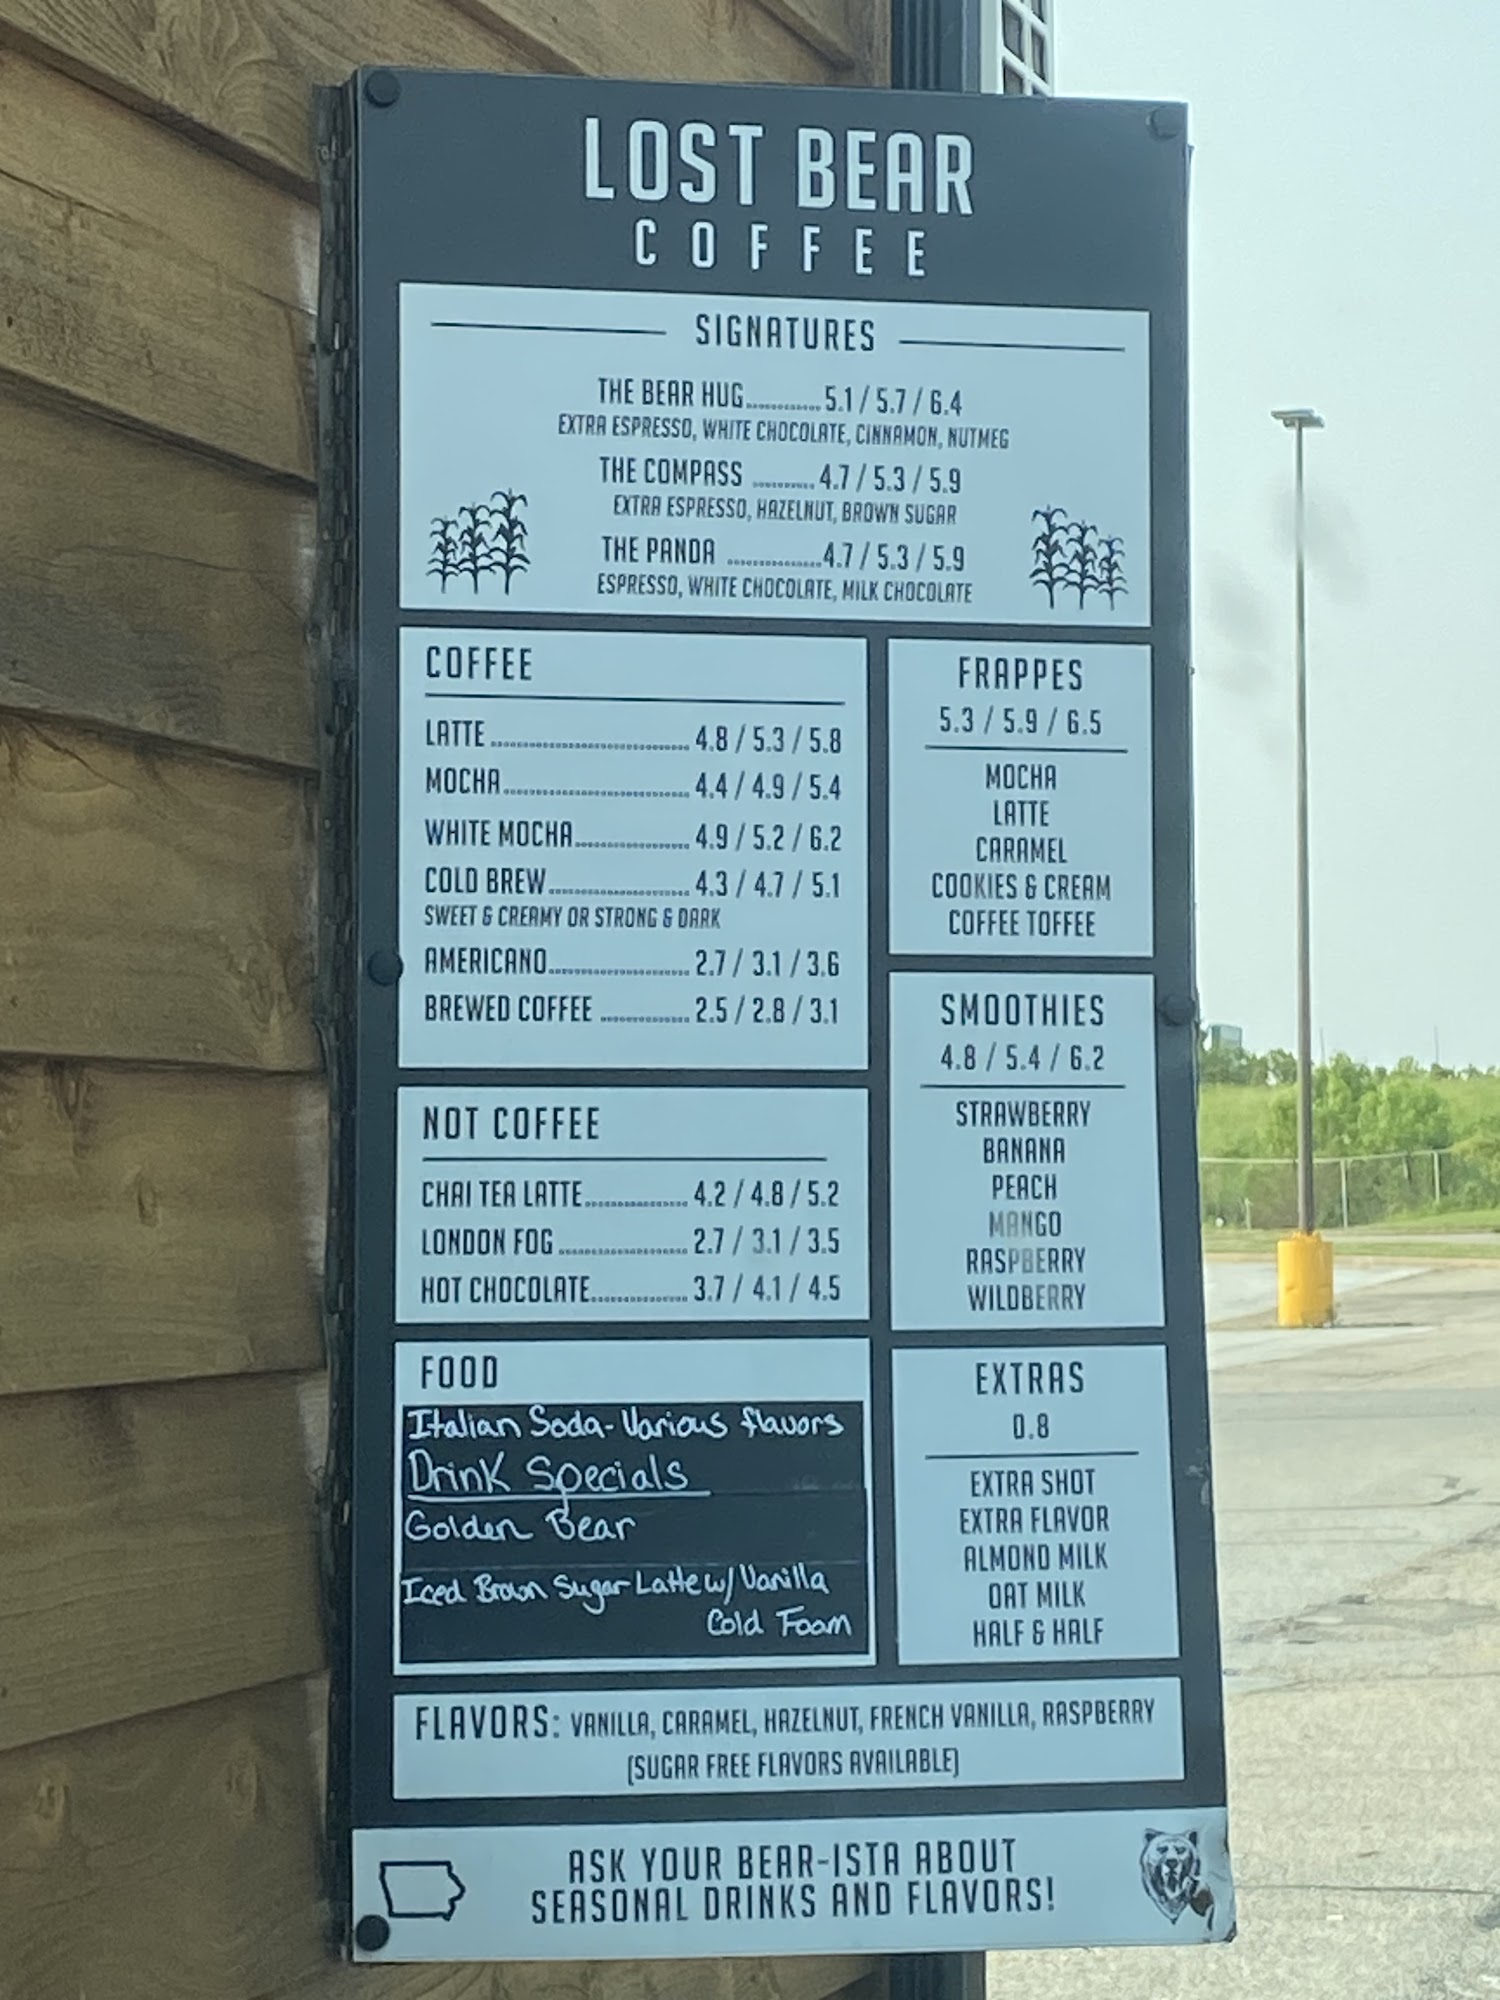 LOST BEAR
COFFEE
SIGNATURES
THE BEAR HUG............ 5.1 / 5.7 / 6.4
EXTRA ESPRESSO, WHITE CHOCOLATE, CINNAMON, NUTMEG
THE COMPASS .......... 4.7 / 5.3 / 5.9
EXTRA ESPRESSO, HAZELNUT, BROWN SUGAR
THE PANDA ...............4.7 / 5.3 / 5.9
ESPRESSO, WHITE CHOCOLATE, MILK CHOCOLATE
COFFEE
LATTE................................ 4.8 / 5.3 / 5.8
MOCHA.............................. 4.4 / 4.9 / 5.4
WHITE MOCHA................... 4.9 / 5.2 / 6.2
COLD BREW....................... 4.3 / 4.7 / 5.1
SWEET & CREAMY OR STRONG & DARK
AMERICANO....................... 2.7 / 3.1 / 3.6
BREWED COFFEE ............... 2.5 / 2.8 / 3.1
NOT COFFEE
CHAI TEA LATTE................. 4.2 / 4.8 / 5.2
LONDON FOG ..................... 2.7 / 3.1 / 3.5
HOT CHOCOLATE................ 3.7 / 4.1 / 4.5
FOOD
Italian Soda - Various flavors
Drink Specials
Golden Bear
Iced Brown Sugar Latte w/ Vanilla
Cold Foam
FRAPPES
5.3 / 5.9 / 6.5
MOCHA
LATTE
CARAMEL
COOKIES & CREAM
COFFEE TOFFEE
SMOOTHIES
4.8 / 5.4 / 6.2
STRAWBERRY
BANANA
PEACH
MANGO
RASPBERRY
WILDBERRY
EXTRAS
0.8
EXTRA SHOT
EXTRA FLAVOR
ALMOND MILK
OAT MILK
HALF & HALF
FLAVORS: VANILLA, CARAMEL, HAZELNUT, FRENCH VANILLA, RASPBERRY
(SUGAR FREE FLAVORS AVAILABLE)
ASK YOUR BEAR-ISTA ABOUT
SEASONAL DRINKS AND FLAVORS!